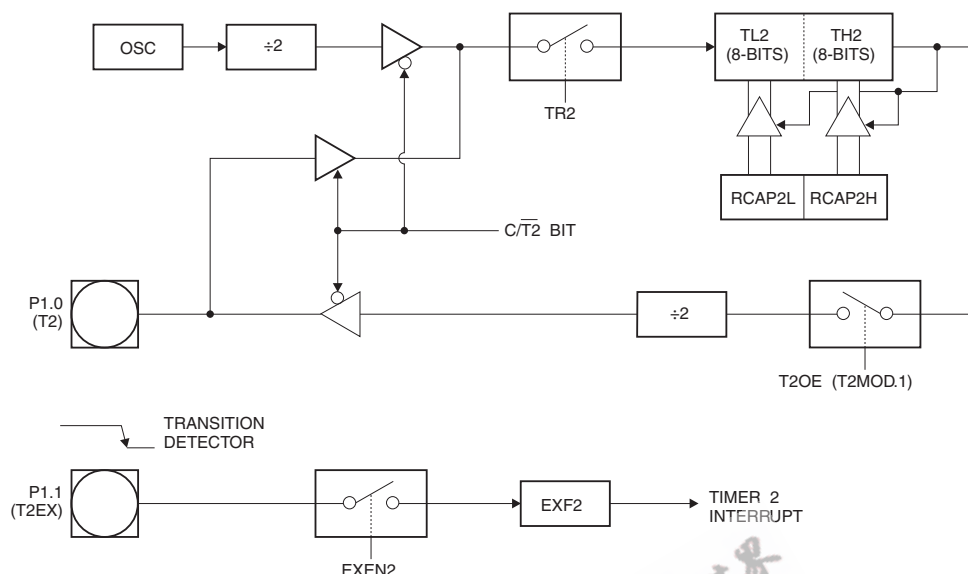 OSC
÷2
TR2
TL2
(8-BITS)
TH2
(8-BITS)
RCAP2L
RCAP2H
C/T2 BIT
P1.0
(T2)
÷2
T2OE (T2MOD.1)
TRANSITION
DETECTOR
P1.1
(T2EX)
EXEN2
EXF2
TIMER 2
INTERRUPT